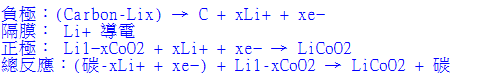 負極：(Carbon-Lix) → C + xLi+ + xe-
隔膜： Li+ 導電
正極： Li1-xCoO2 + xLi+ + xe- → LiCoO2
總反應：(碳-xLi+ + xe-) + Li1-xCoO2 → LiCoO2 + 碳